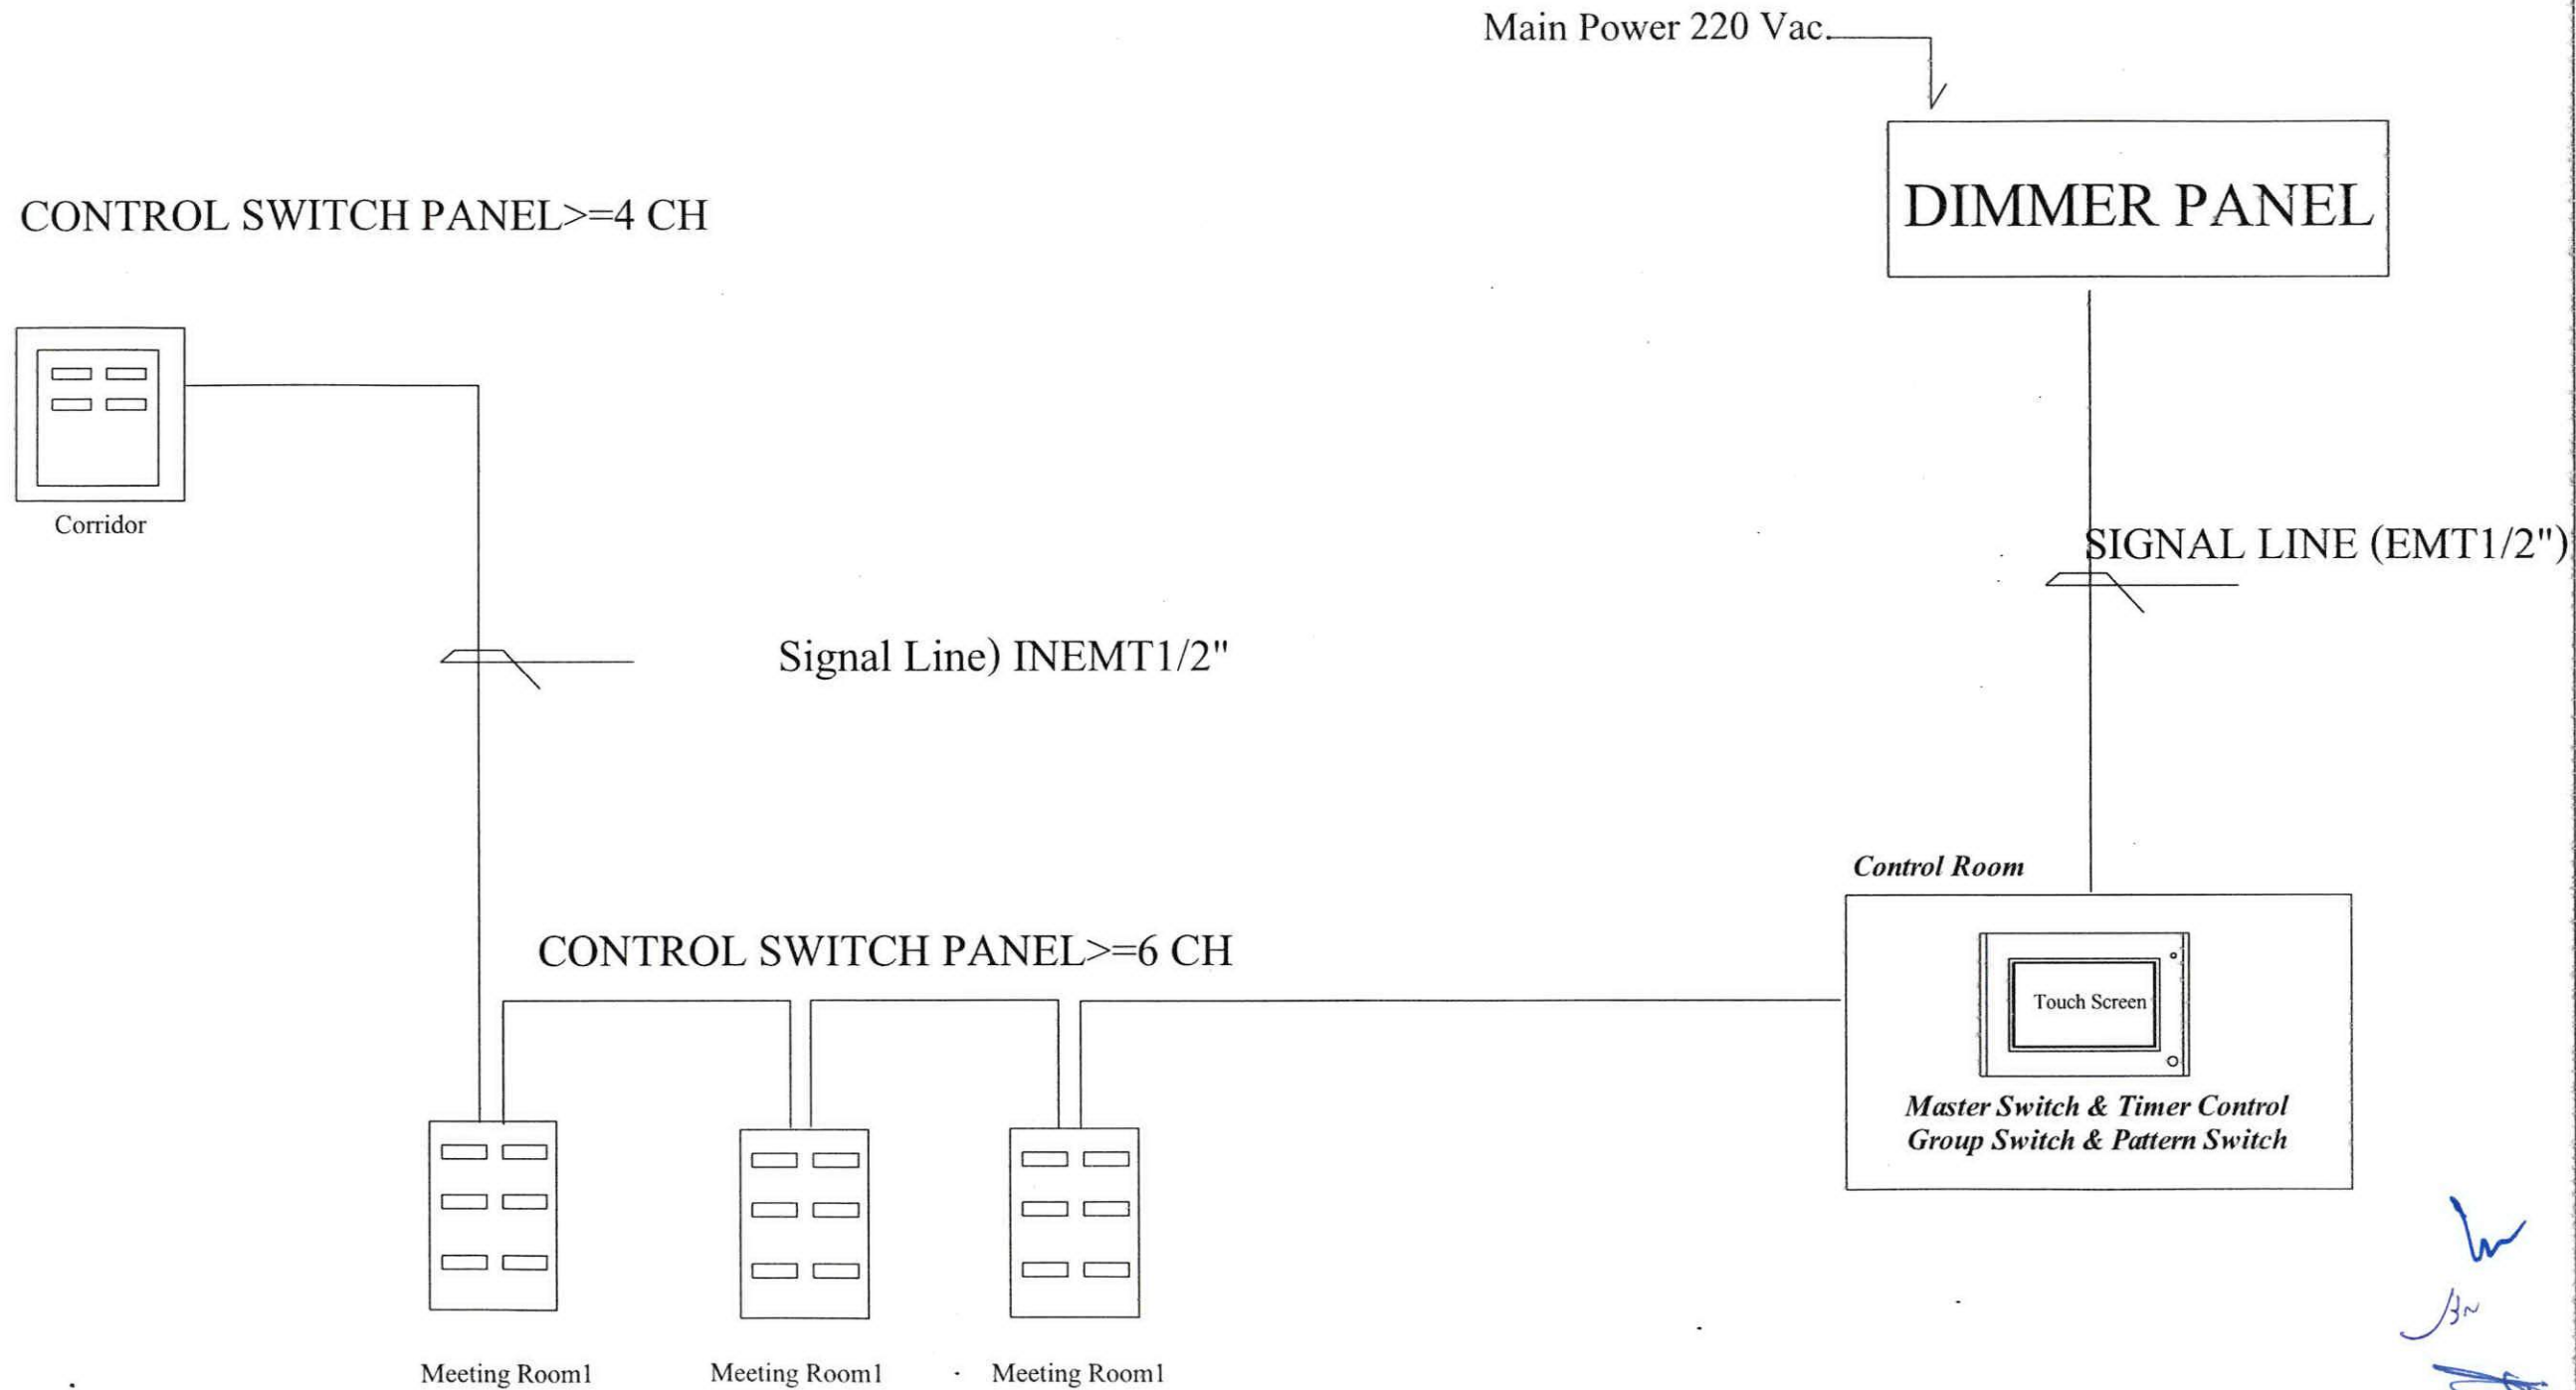 Main Power 220 Vac.
DIMMER PANEL
CONTROL SWITCH PANEL>=4 CH
Corridor
SIGNAL LINE (EMT1/2")
Signal Line) INEMT1/2"
Control Room
CONTROL SWITCH PANEL>=6 CH
Touch Screen
Master Switch & Timer Control
Group Switch & Pattern Switch
Meeting Room1
Meeting Room1
Meeting Room1